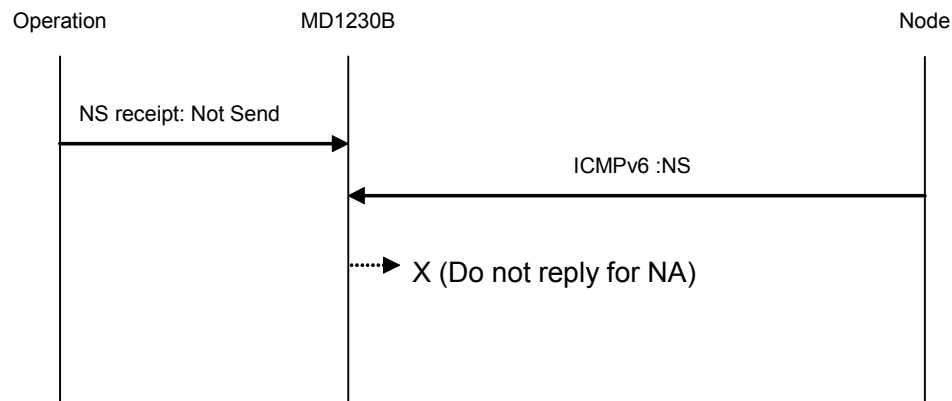 Operation
MD1230B
Node
NS receipt: Not Send
ICMPv6 :NS
X (Do not reply for NA)